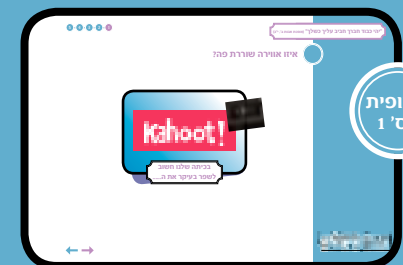 "יהי כבוד חברך חביב עליך כשלך"
איזו אווירה שוררת פה?
Kahoot!
בכיתה שלנו חשוב
לשפר בעיקר את ה...
ופית
ס' 1